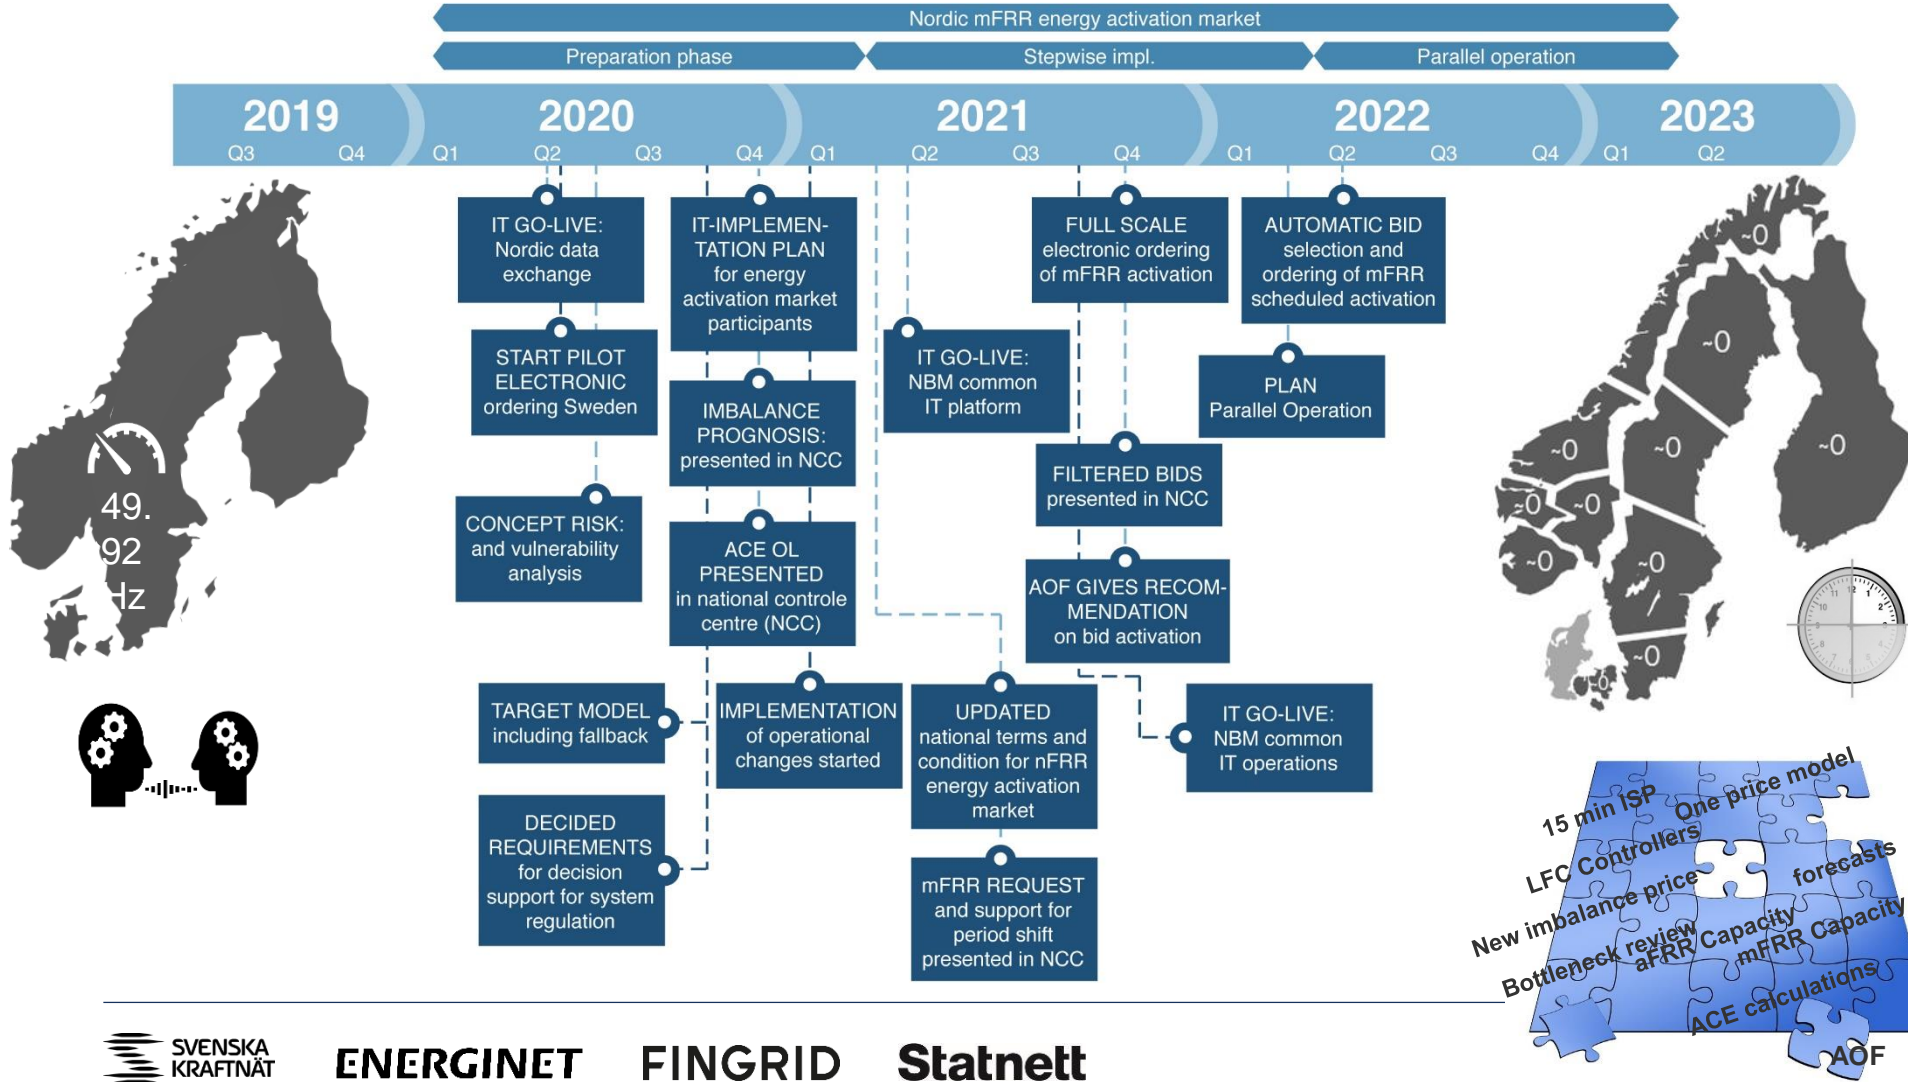 Nordic mFRR energy activation market
Preparation phase
Stepwise impl.
Parallel operation
2019
2020
2021
2022
2023
Q3
Q4
Q1
Q2
Q3
Q4
Q1
Q2
Q3
Q4
Q1
Q2
Q3
Q4
Q1
Q2
IT GO-LIVE:
Nordic data
exchange
START PILOT
ELECTRONIC
ordering Sweden
CONCEPT RISK:
and vulnerability
analysis
TARGET MODEL
including fallback
DECIDED
REQUIREMENTS
for decision
support for system
regulation
IT-IMPLEMEN-
TATION PLAN
for energy
activation market
participants
IMBALANCE
PROGNOSIS:
presented in NCC
ACE OL
PRESENTED
in national controle
centre (NCC)
IMPLEMENTATION
of operational
changes started
IT GO-LIVE:
NBM common
IT platform
UPDATED
national terms and
condition for nFRR
energy activation
market
mFRR REQUEST
and support for
period shift
presented in NCC
FULL SCALE
electronic ordering
of mFRR activation
FILTERED BIDS
presented in NCC
AOF GIVES RECOM-
MENDATION
on bid activation
IT GO-LIVE:
NBM common
IT operations
AUTOMATIC BID
selection and
ordering of mFRR
scheduled activation
PLAN
Parallel Operation
49.
92
Hz
~0
~0
~0
~0
~0
~0
~0
~0
~0
~0
~0
15 min ISP
One price model
LFC Controllers
forecasts
New imbalance price
Bottleneck review
aFRR Capacity
mFRR Capacity
ACE calculations
AOF
SVENSKA
KRAFTNÄT
ENERGINET
FINGRID
Statnett